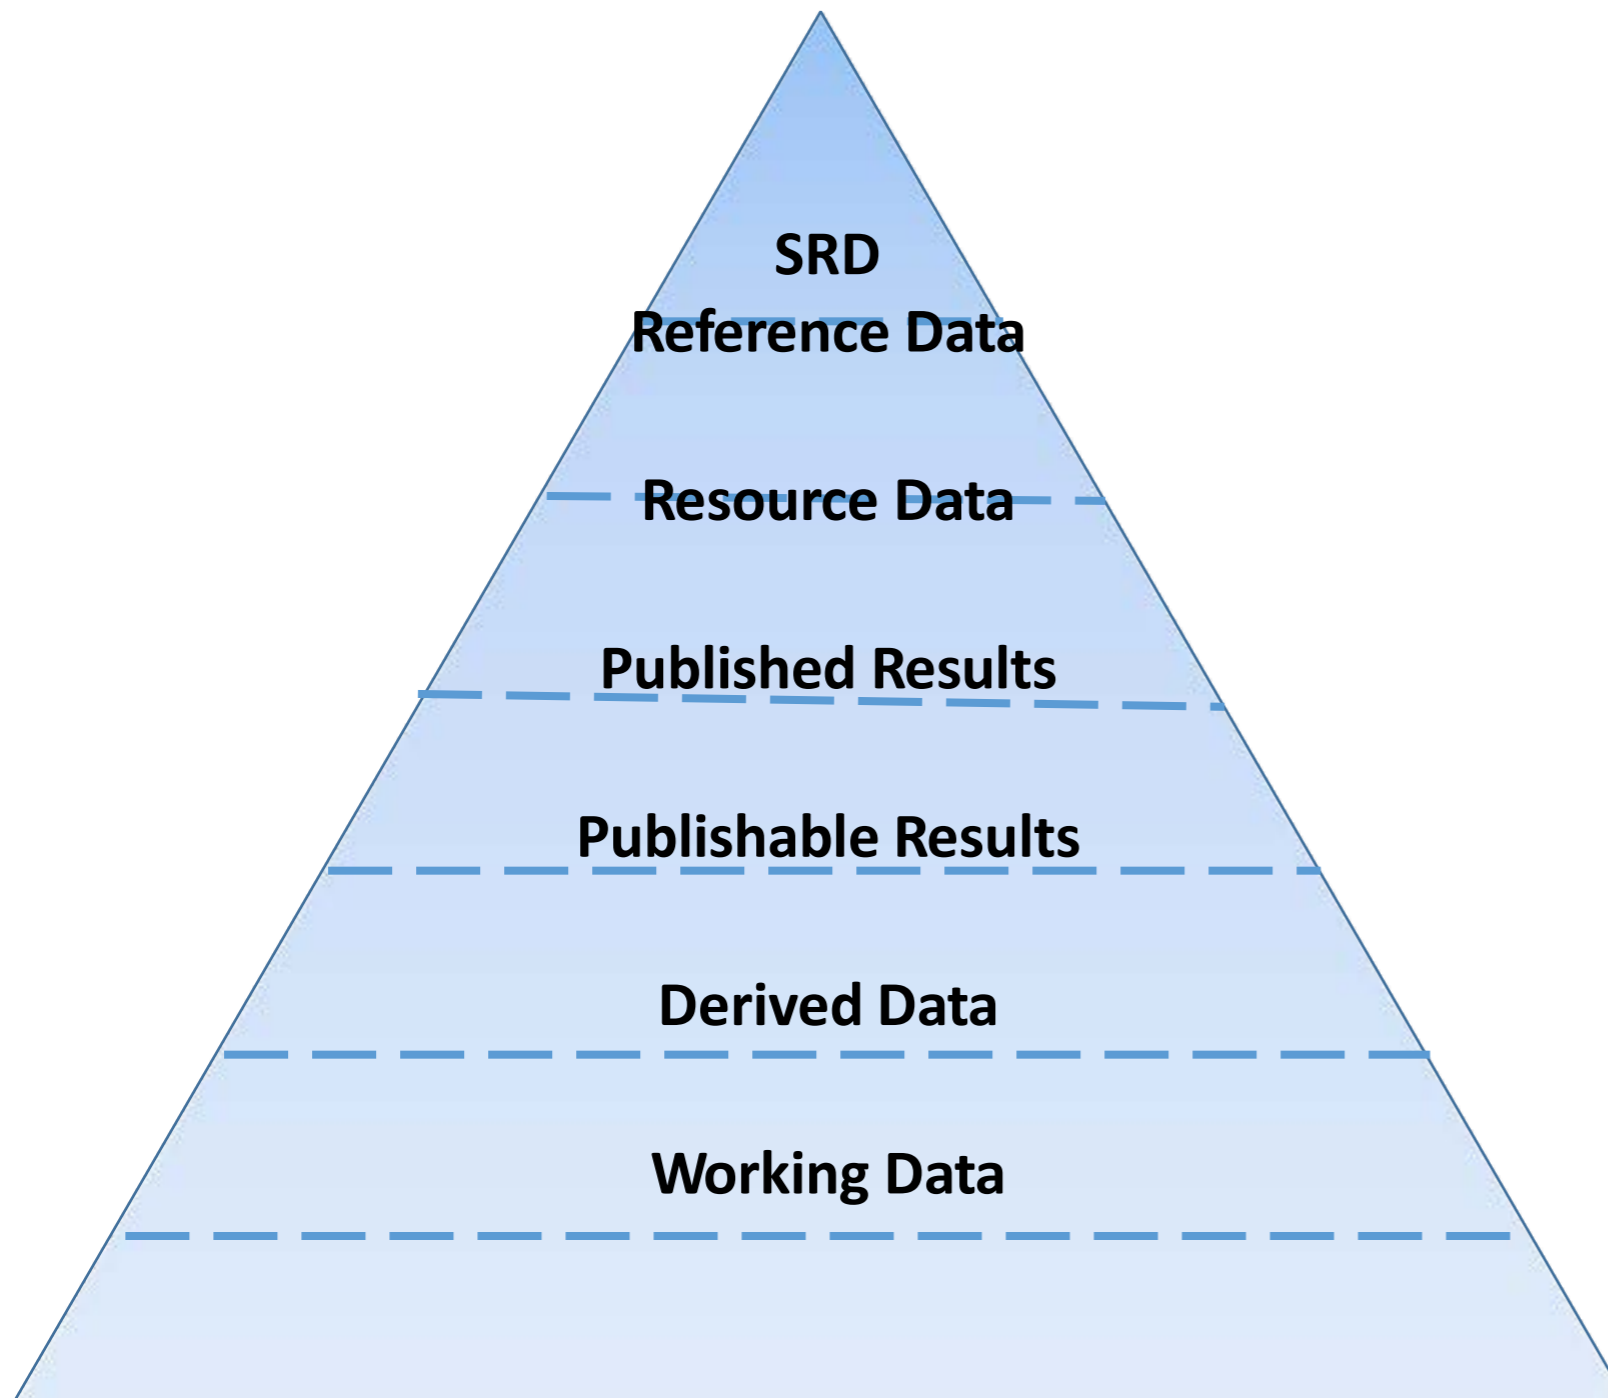 SRD
Reference Data
Resource Data
Published Results
Publishable Results
Derived Data
Working Data